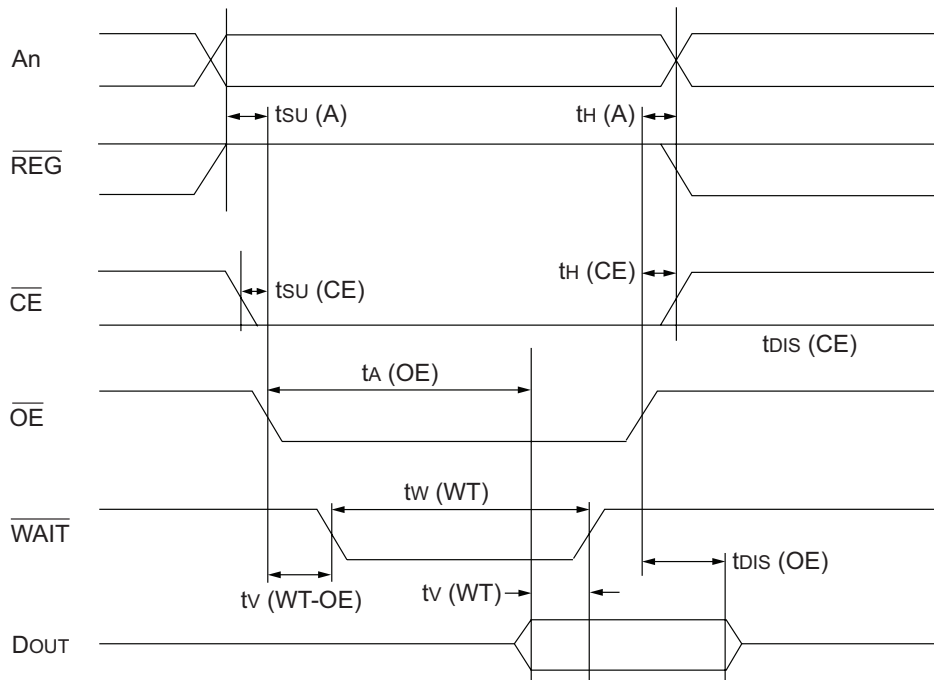 An
tSU (A)
tH (A)
REG
tSU (CE)
tH (CE)
CE
tDIS (CE)
tA (OE)
OE
tW (WT)
WAIT
tDIS (OE)
tV (WT-OE)
tV (WT)
DOUT